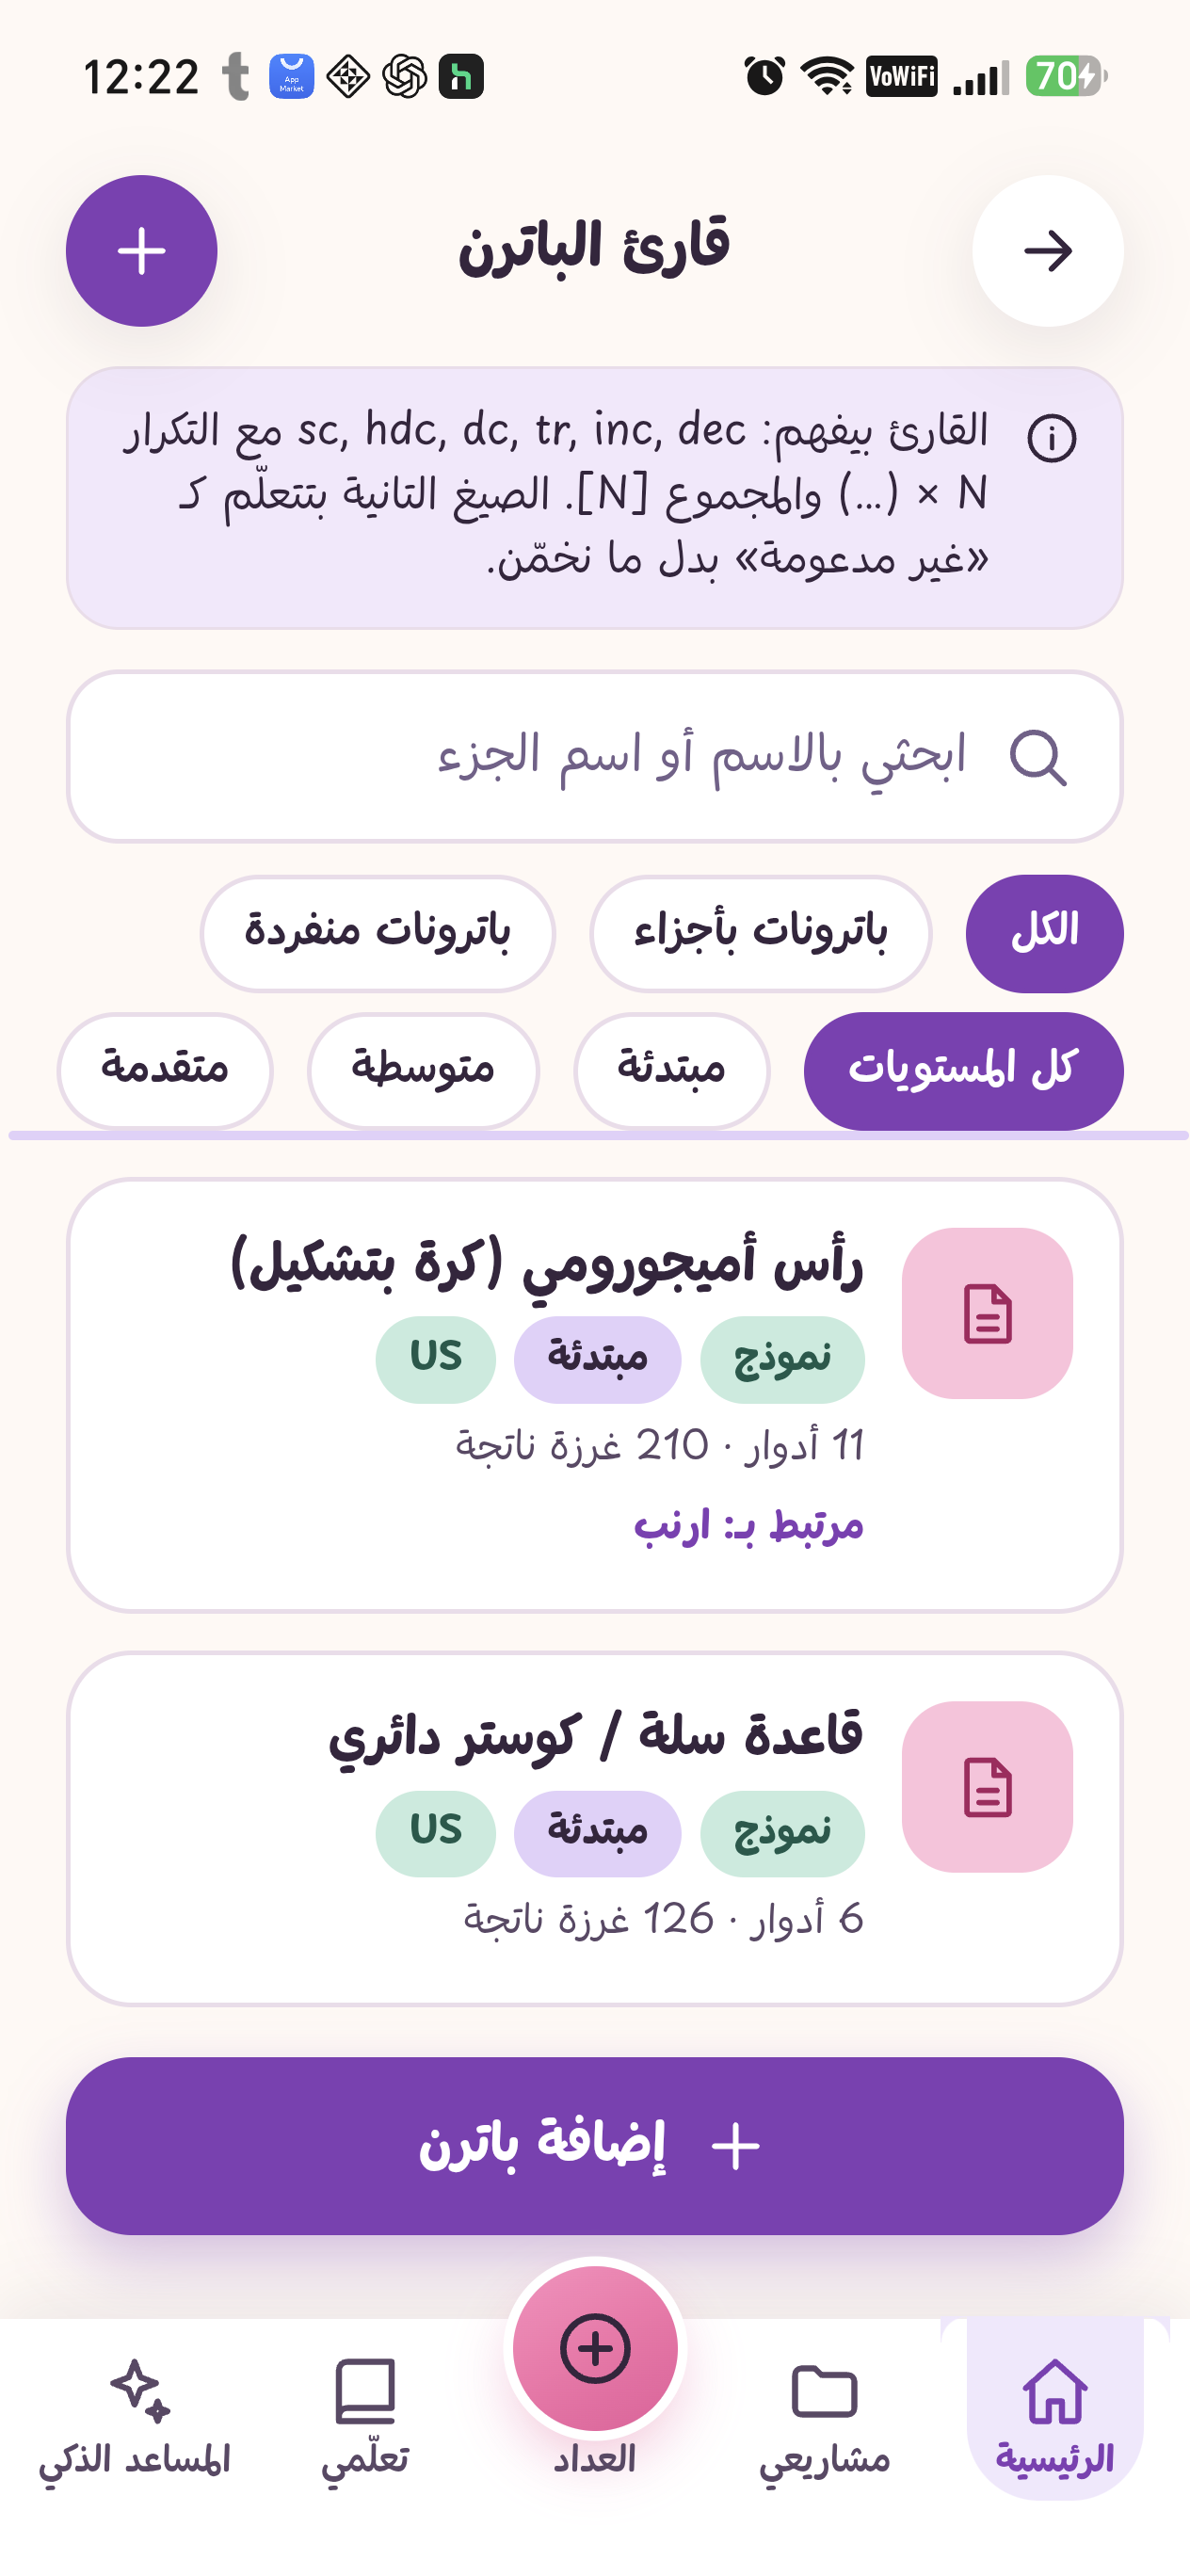 12:22
App Market
VoWiFi
70
قارئ الباترن
القارئ بيفهم: sc, hdc, dc, tr, inc, dec مع التكرار
(...) × N والمجموع [N]. الصيغ التانية بتتعلّم كـ
«غير مدعومة» بدل ما نخمّن.
ابحثي بالاسم أو اسم الجزء
الكل
باترونات بأجزاء
باترونات منفردة
كل المستويات
مبتدئة
متوسطة
متقدمة
رأس أميجورومي (كرة بتشكيل)
نموذج
مبتدئة
US
11 أدوار · 210 غرزة ناتجة
مرتبط بـ: ارنب
قاعدة سلة / كوستر دائري
نموذج
مبتدئة
US
6 أدوار · 126 غرزة ناتجة
إضافة باترن
الرئيسية
مشاريعي
العداد
تعلّمي
المساعد الذكي